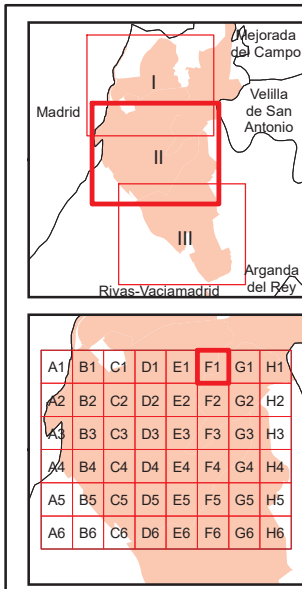 Mejorada
del Campo
I
Madrid
Velilla
de San
Antonio
II
III
Arganda
del Rey
Rivas-Vaciamadrid
A1 B1 C1 D1 E1 F1 G1 H1
A2 B2 C2 D2 E2 F2 G2 H2
A3 B3 C3 D3 E3 F3 G3 H3
A4 B4 C4 D4 E4 F4 G4 H4
A5 B5 C5 D5 E5 F5 G5 H5
A6 B6 C6 D6 E6 F6 G6 H6